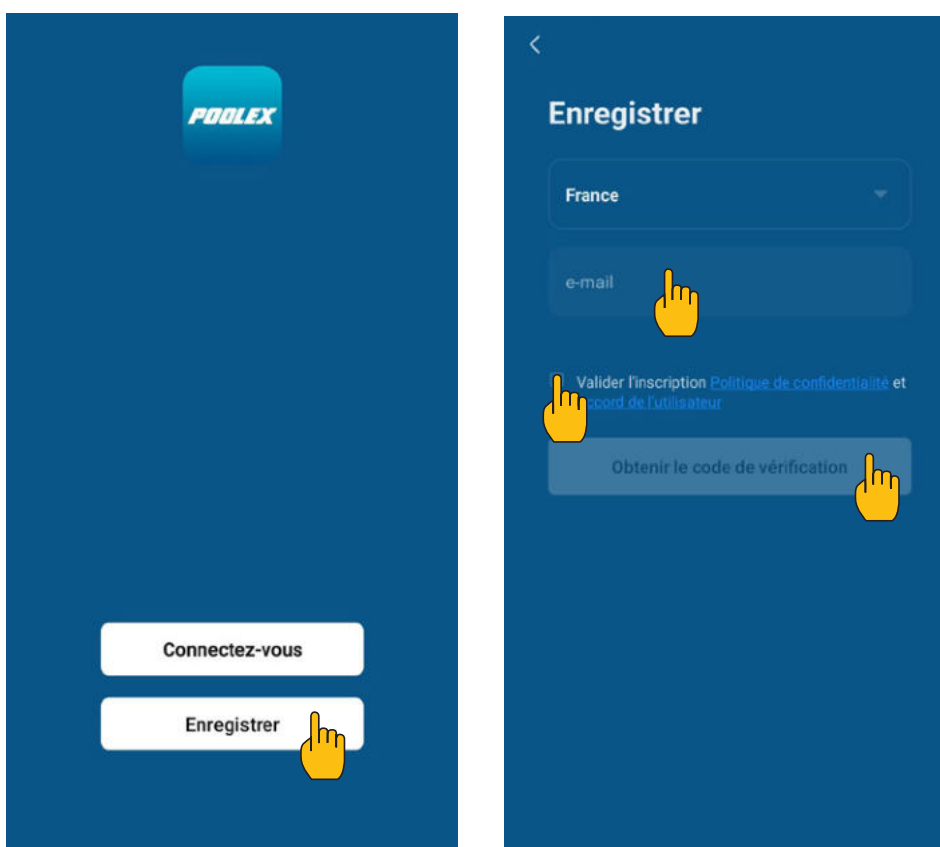 POOLEX
Connectez-vous
Enregistrer
Enregistrer
France
e-mail
Valider l'inscription Politique de confidentialité et
ccord de l'utilisateur
Obtenir le code de vérification